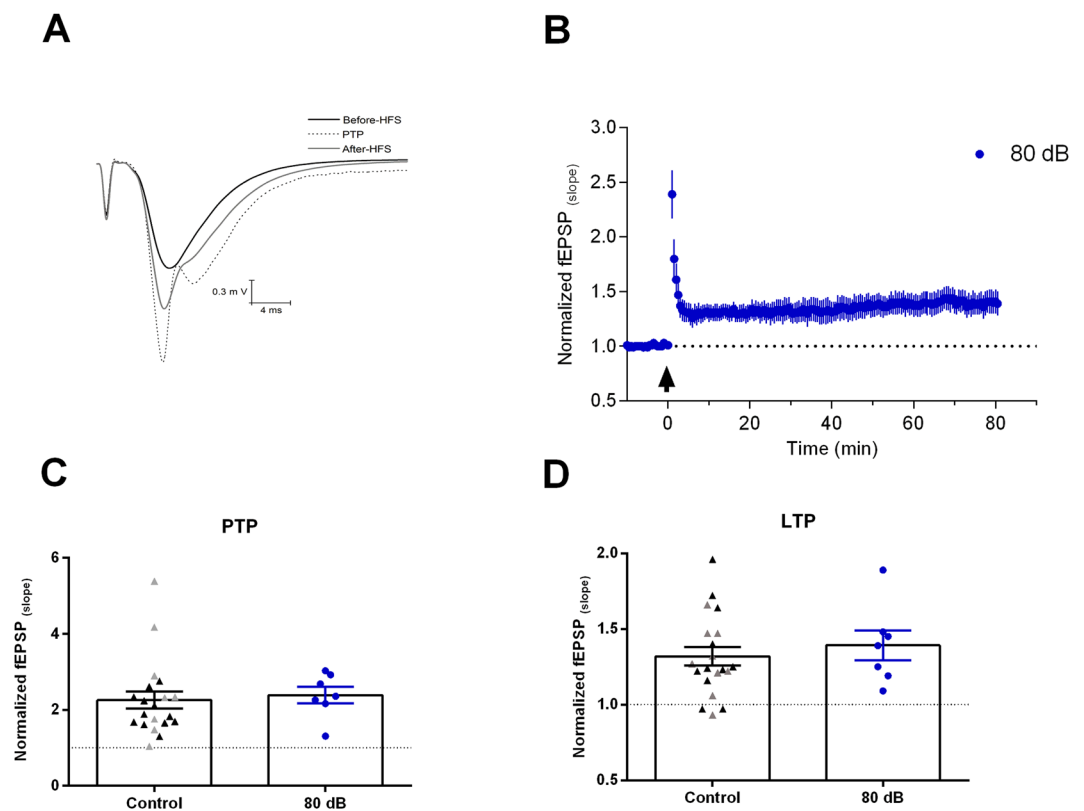 A
Before-HFS
PTP
After-HFS
0.3 mV
4 ms
B
Normalized fEPSP (slope)
3.0
2.5
2.0
1.5
1.0
0.5
80 dB
0 20 40 60 80
Time (min)
C
PTP
Normalized fEPSP (slope)
6
4
2
0
Control 80 dB
D
LTP
Normalized fEPSP (slope)
2.0
1.5
1.0
0.5
Control 80 dB